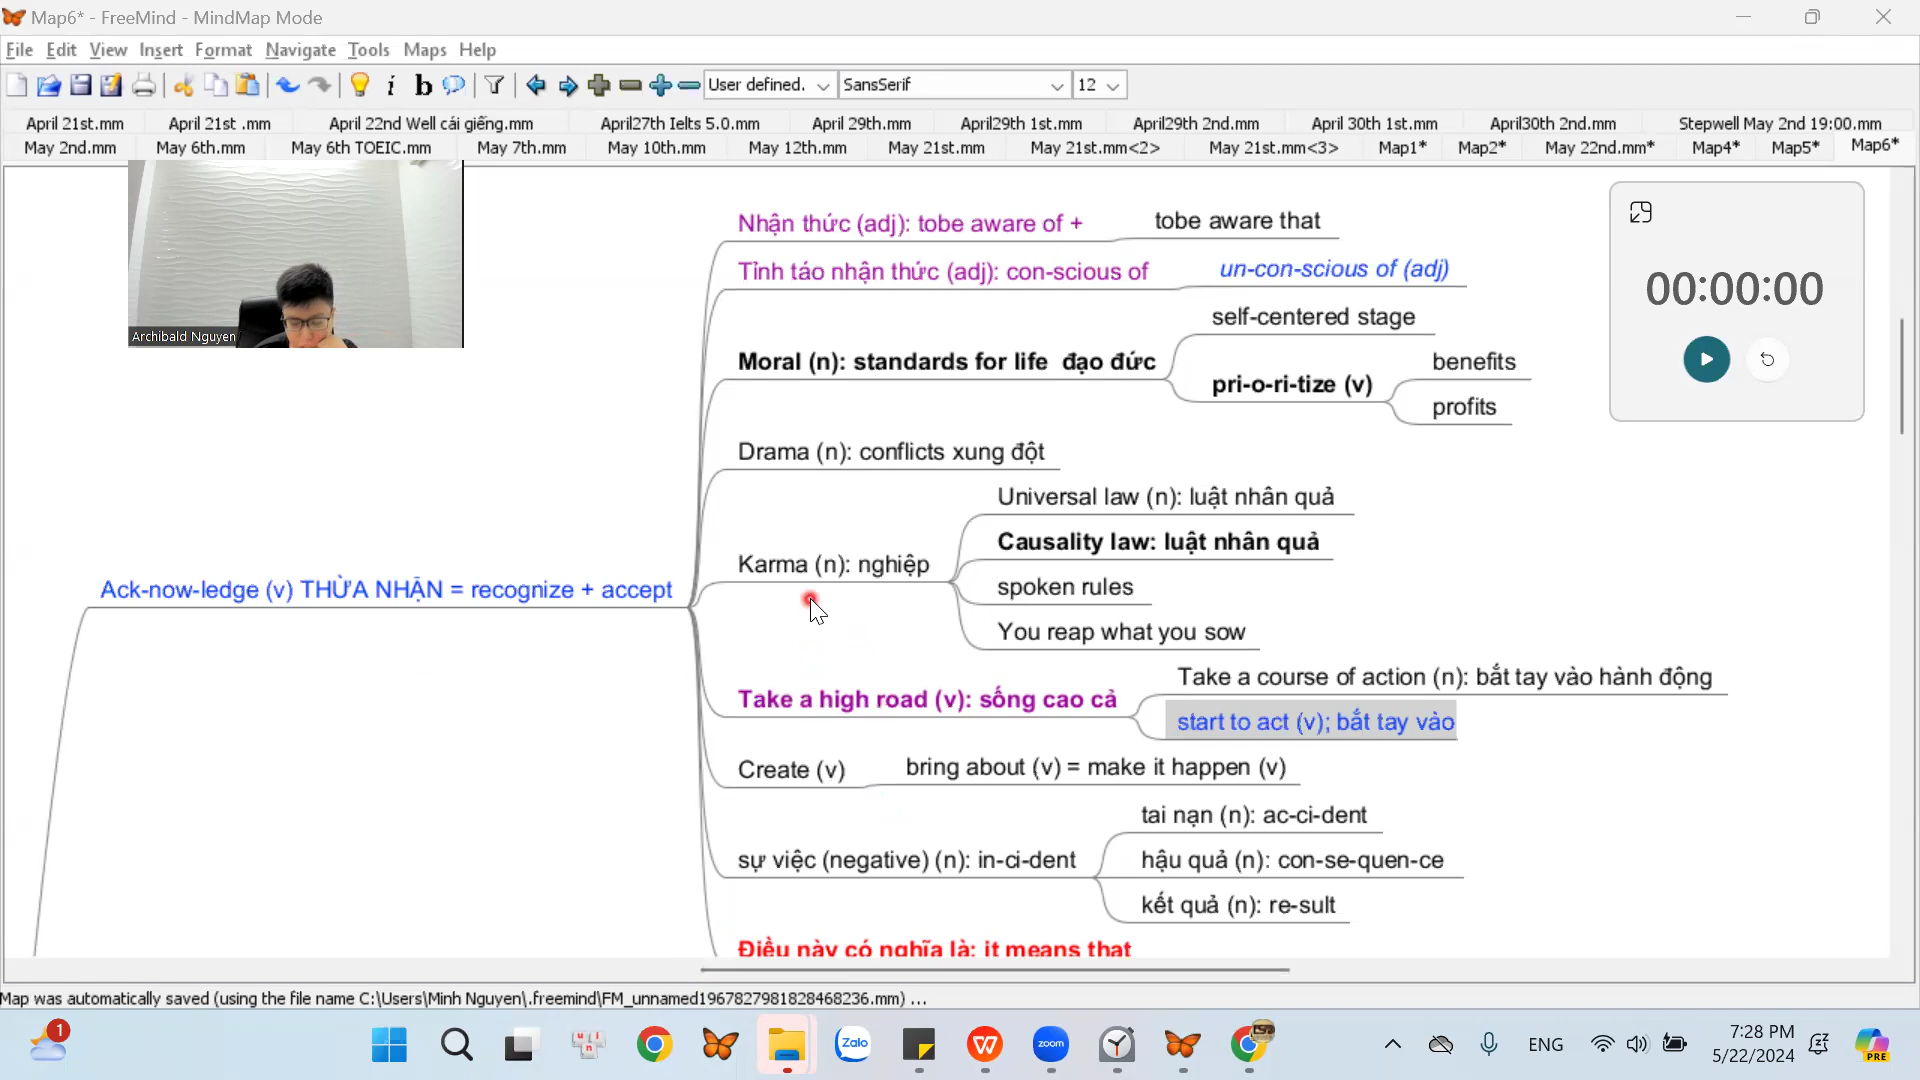 Map6* - FreeMind - MindMap Mode
File Edit View Insert Format Navigate Tools Maps Help
User defined. SansSerif 12
April 21st.mm April 21st .mm April 22nd Well cái giếng.mm April27th Ielts 5.0.mm April 29th.mm April29th 1st.mm April29th 2nd.mm April 30th 1st.mm April30th 2nd.mm Stepwell May 2nd 19:00.mm
May 2nd.mm May 6th.mm May 6th TOEIC.mm May 7th.mm May 10th.mm May 12th.mm May 21st.mm May 21st.mm<2> May 21st.mm<3> Map1* Map2* May 22nd.mm* Map4* Map5* Map6*
Archibald Nguyen
Nhận thức (adj): tobe aware of + tobe aware that
Tỉnh táo nhận thức (adj): con-scious of un-con-scious of (adj)
00:00:00
self-centered stage
Moral (n): standards for life đạo đức
pri-o-ri-tize (v)
benefits
profits
Drama (n): conflicts xung đột
Universal law (n): luật nhân quả
Causality law: luật nhân quả
Karma (n): nghiệp
spoken rules
You reap what you sow
Ack-now-ledge (v) THỪA NHẬN = recognize + accept
Take a course of action (n): bắt tay vào hành động
Take a high road (v): sống cao cả
start to act (v); bắt tay vào
Create (v) bring about (v) = make it happen (v)
tai nạn (n): ac-ci-dent
sự việc (negative) (n): in-ci-dent
hậu quả (n): con-se-quen-ce
kết quả (n): re-sult
Điều này có nghĩa là: it means that
Map was automatically saved (using the file name C:\Users\Minh Nguyen\.freemind\FM_unnamed1967827981828468236.mm) ...
1
Zalo
zoom
ENG
7:28 PM
5/22/2024
PRE